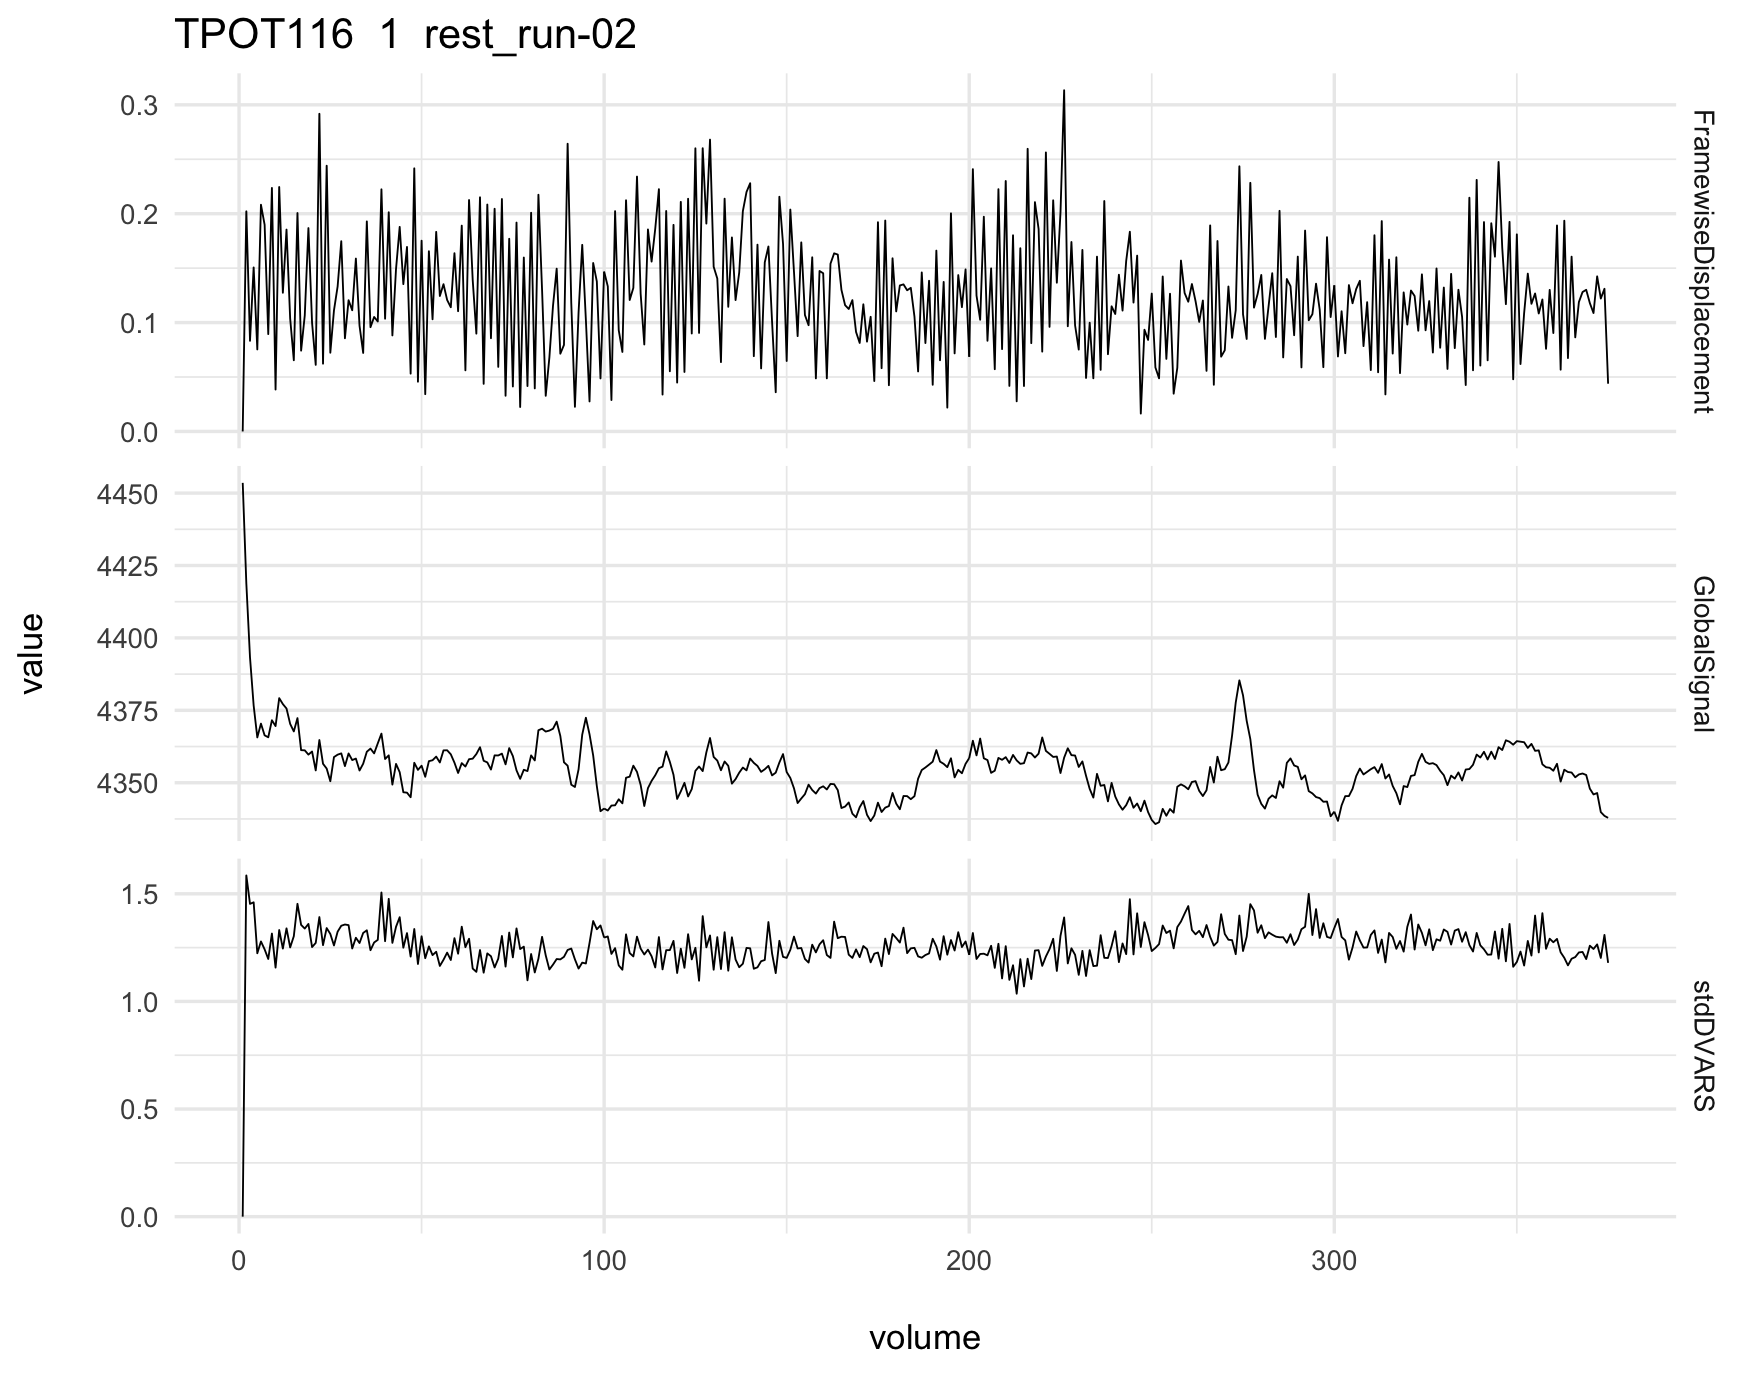 TPOT116 1 rest_run-02
0.3
0.2
0.1
0.0
FramewiseDisplacement
4450
4425
4400
4375
4350
GlobalSignal
value
1.5
1.0
0.5
0.0
stdDVARS
0 100 200 300
volume